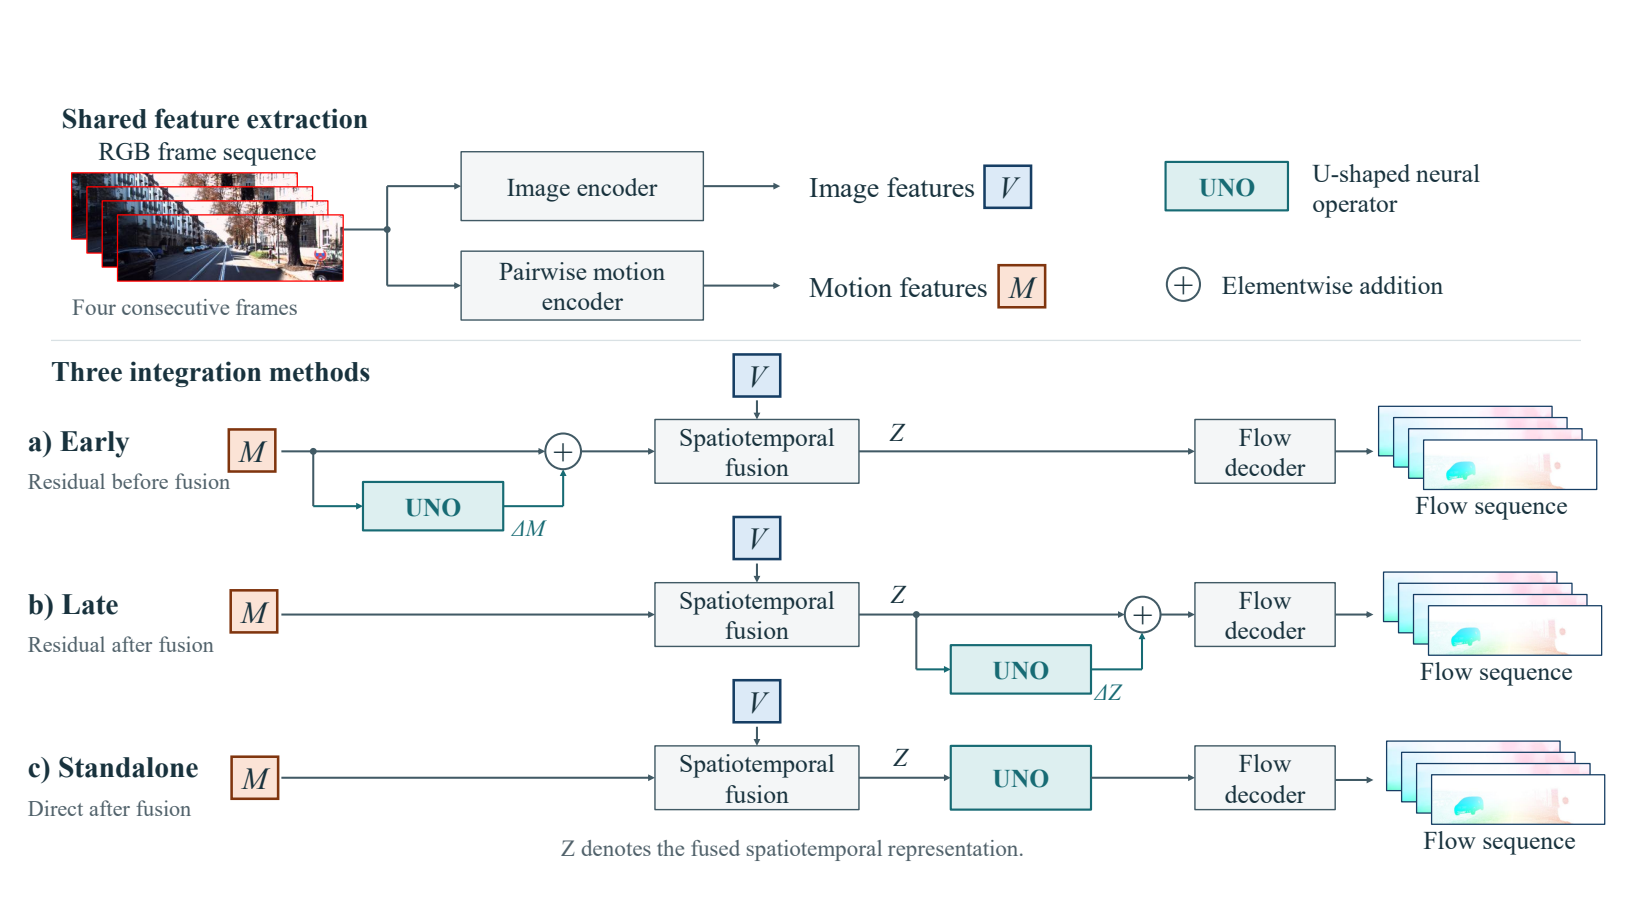 Shared feature extraction
RGB frame sequence
Four consecutive frames
Image encoder
Pairwise motion
encoder
Image features V
Motion features M
UNO
U-shaped neural
operator
+
Elementwise addition
Three integration methods
a) Early
Residual before fusion
M
UNO
ΔM
+
V
Spatiotemporal
fusion
Z
Flow
decoder
Flow sequence
b) Late
Residual after fusion
M
V
Spatiotemporal
fusion
Z
UNO
ΔZ
+
Flow
decoder
Flow sequence
c) Standalone
Direct after fusion
M
V
Spatiotemporal
fusion
Z
UNO
Flow
decoder
Flow sequence
Z denotes the fused spatiotemporal representation.